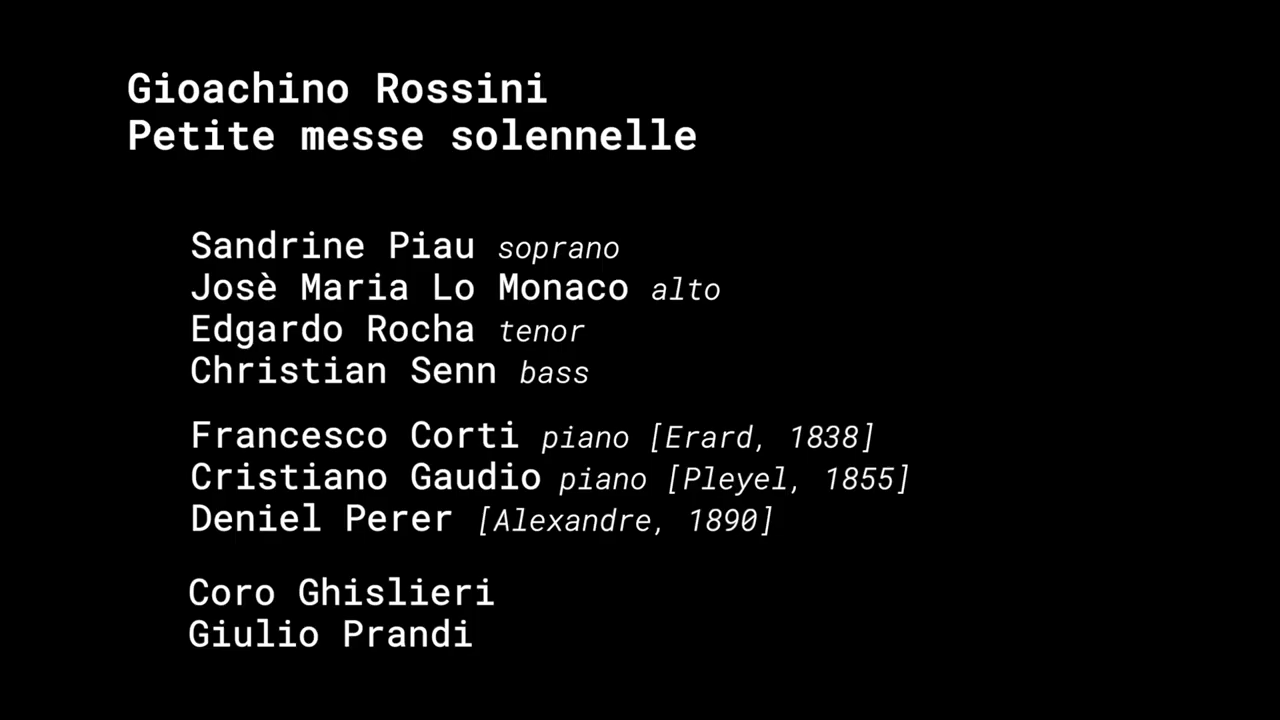 Gioachino Rossini
Petite messe solennelle
Sandrine Piau soprano
Josè Maria Lo Monaco alto
Edgardo Rocha tenor
Christian Senn bass
Francesco Corti piano [Erard, 1838]
Cristiano Gaudio piano [Pleyel, 1855]
Deniel Perer [Alexandre, 1890]
Coro Ghislieri
Giulio Prandi